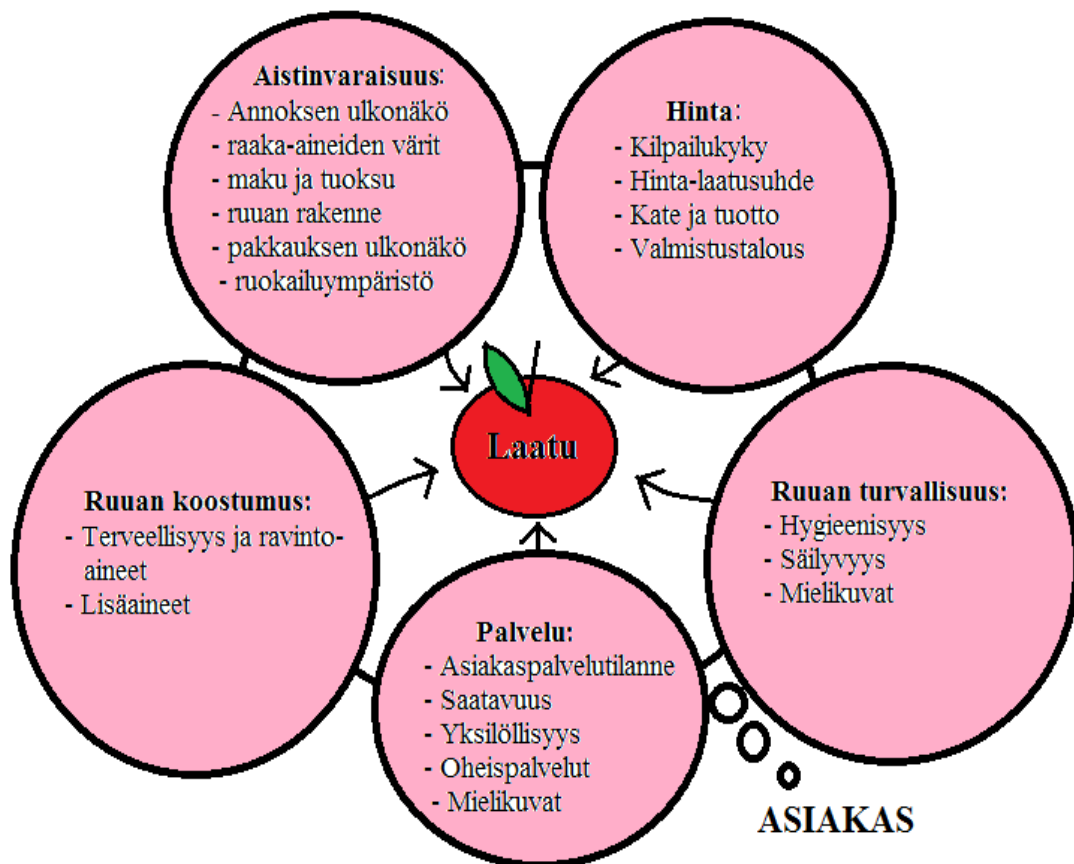 Aistinvaraisuus:
- Annoksen ulkonäkö
- raaka-aineiden värit
- maku ja tuoksu
- ruuan rakenne
- pakkauksen ulkonäkö
- ruokailuympäristö
Hinta:
- Kilpailukyky
- Hinta-laatusuhde
- Kate ja tuotto
- Valmistustalous
Laatu
Ruuan koostumus:
- Terveellisyys ja ravinto-
aineet
- Lisäaineet
Ruuan turvallisuus:
- Hygieenisyys
- Säilyvyys
- Mielikuvat
Palvelu:
- Asiakaspalvelutilanne
- Saatavuus
- Yksilöllisyys
- Oheispalvelut
- Mielikuvat
ASIAKAS